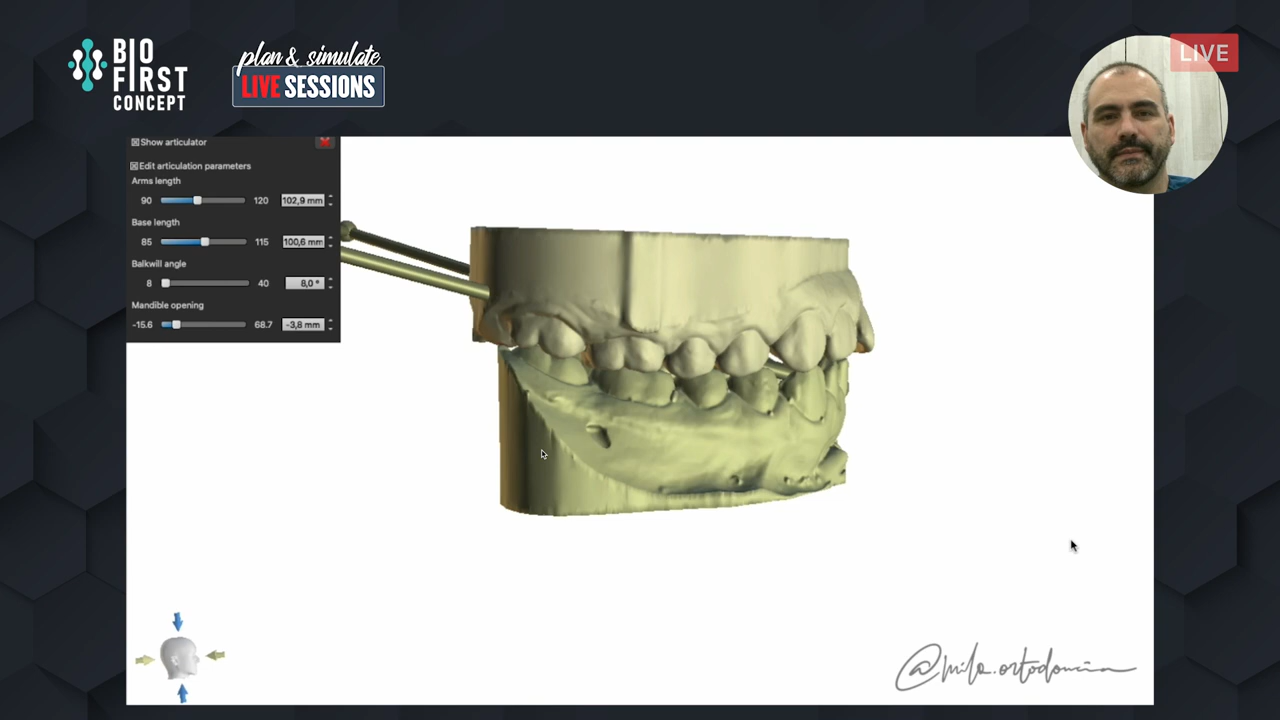 BIO
FIRST
CONCEPT
plan & simulate
LIVE SESSIONS
LIVE
Show articulator
Edit articulation parameters
Arms length
90 120 102,9 mm
Base length
85 115 100,6 mm
Balkwill angle
8 40 8,0 °
Mandible opening
-15.6 68.7 -3,8 mm
@mila.ortodoncia